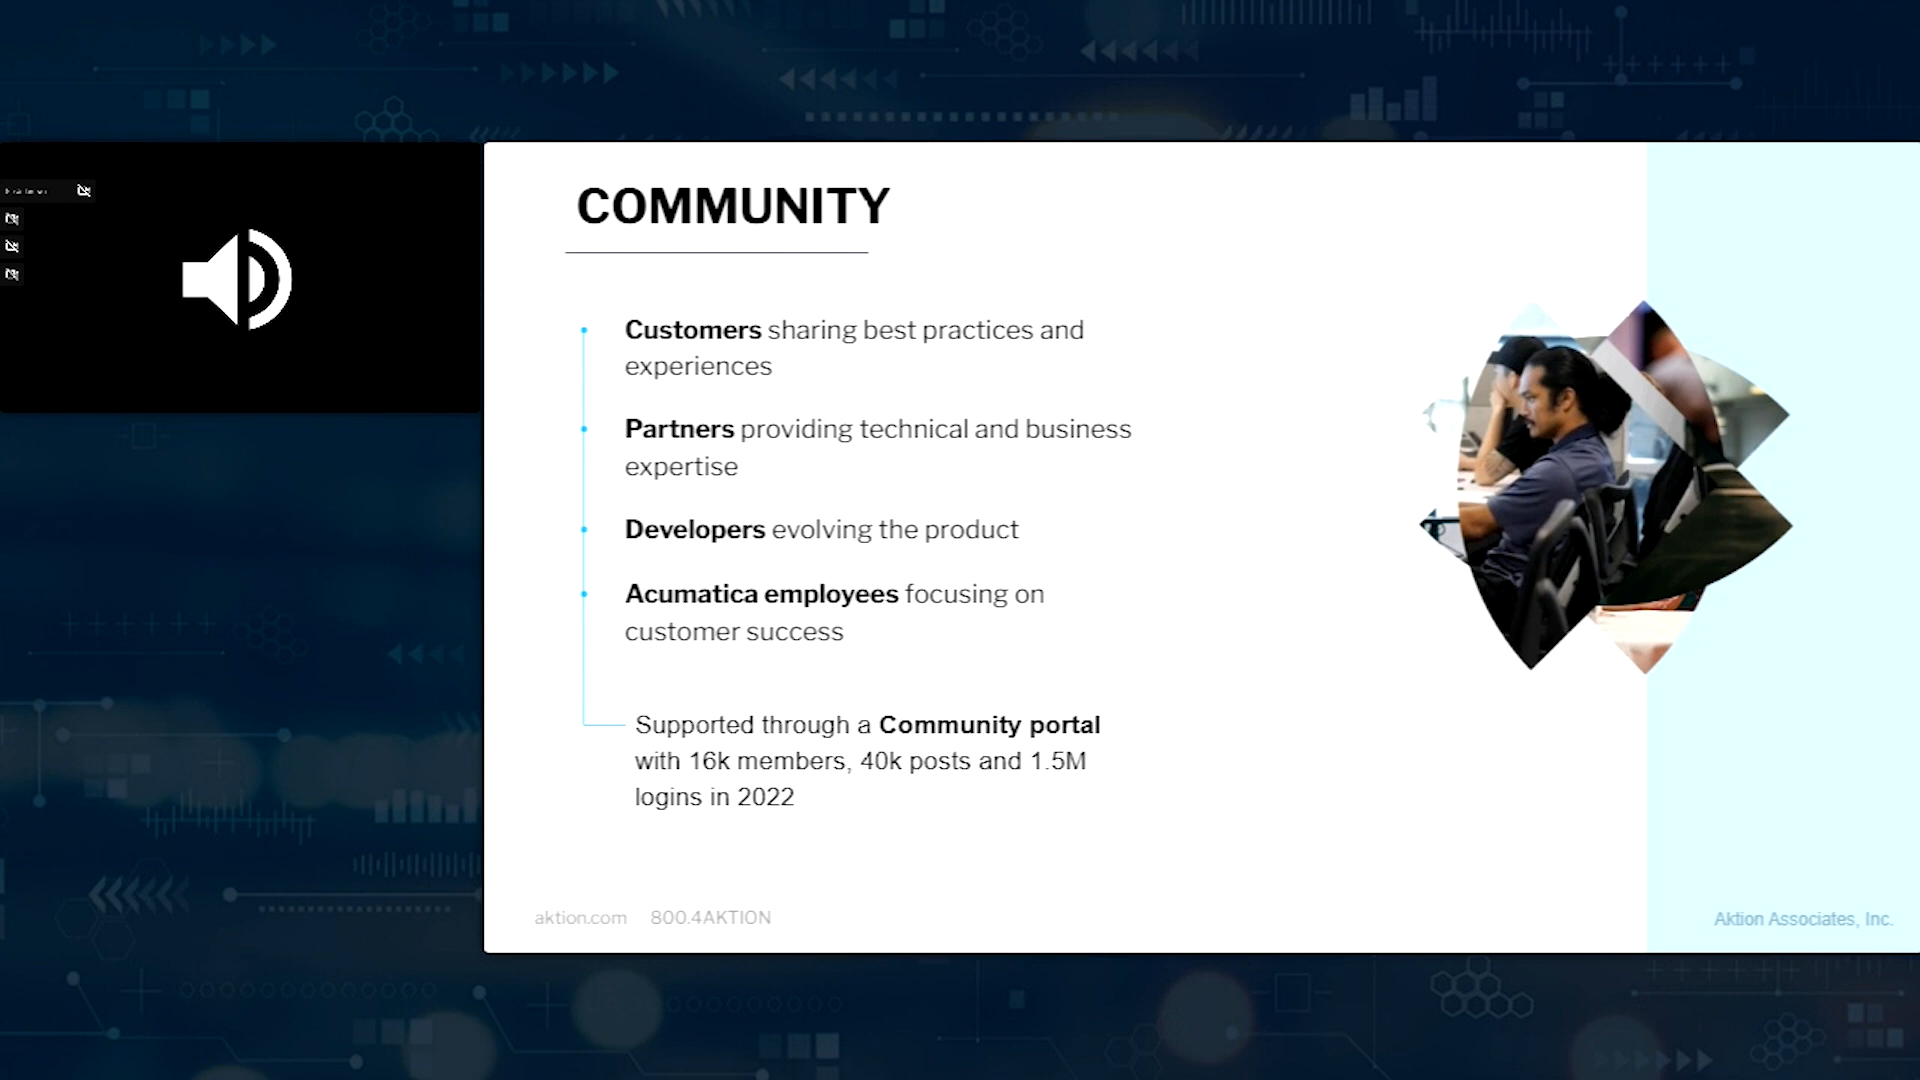 COMMUNITY
Customers sharing best practices and
experiences
Partners providing technical and business
expertise
Developers evolving the product
Acumatica employees focusing on
customer success
Supported through a Community portal
with 16k members, 40k posts and 1.5M
logins in 2022
aktion.com 800.4AKTION
Aktion Associates, Inc.